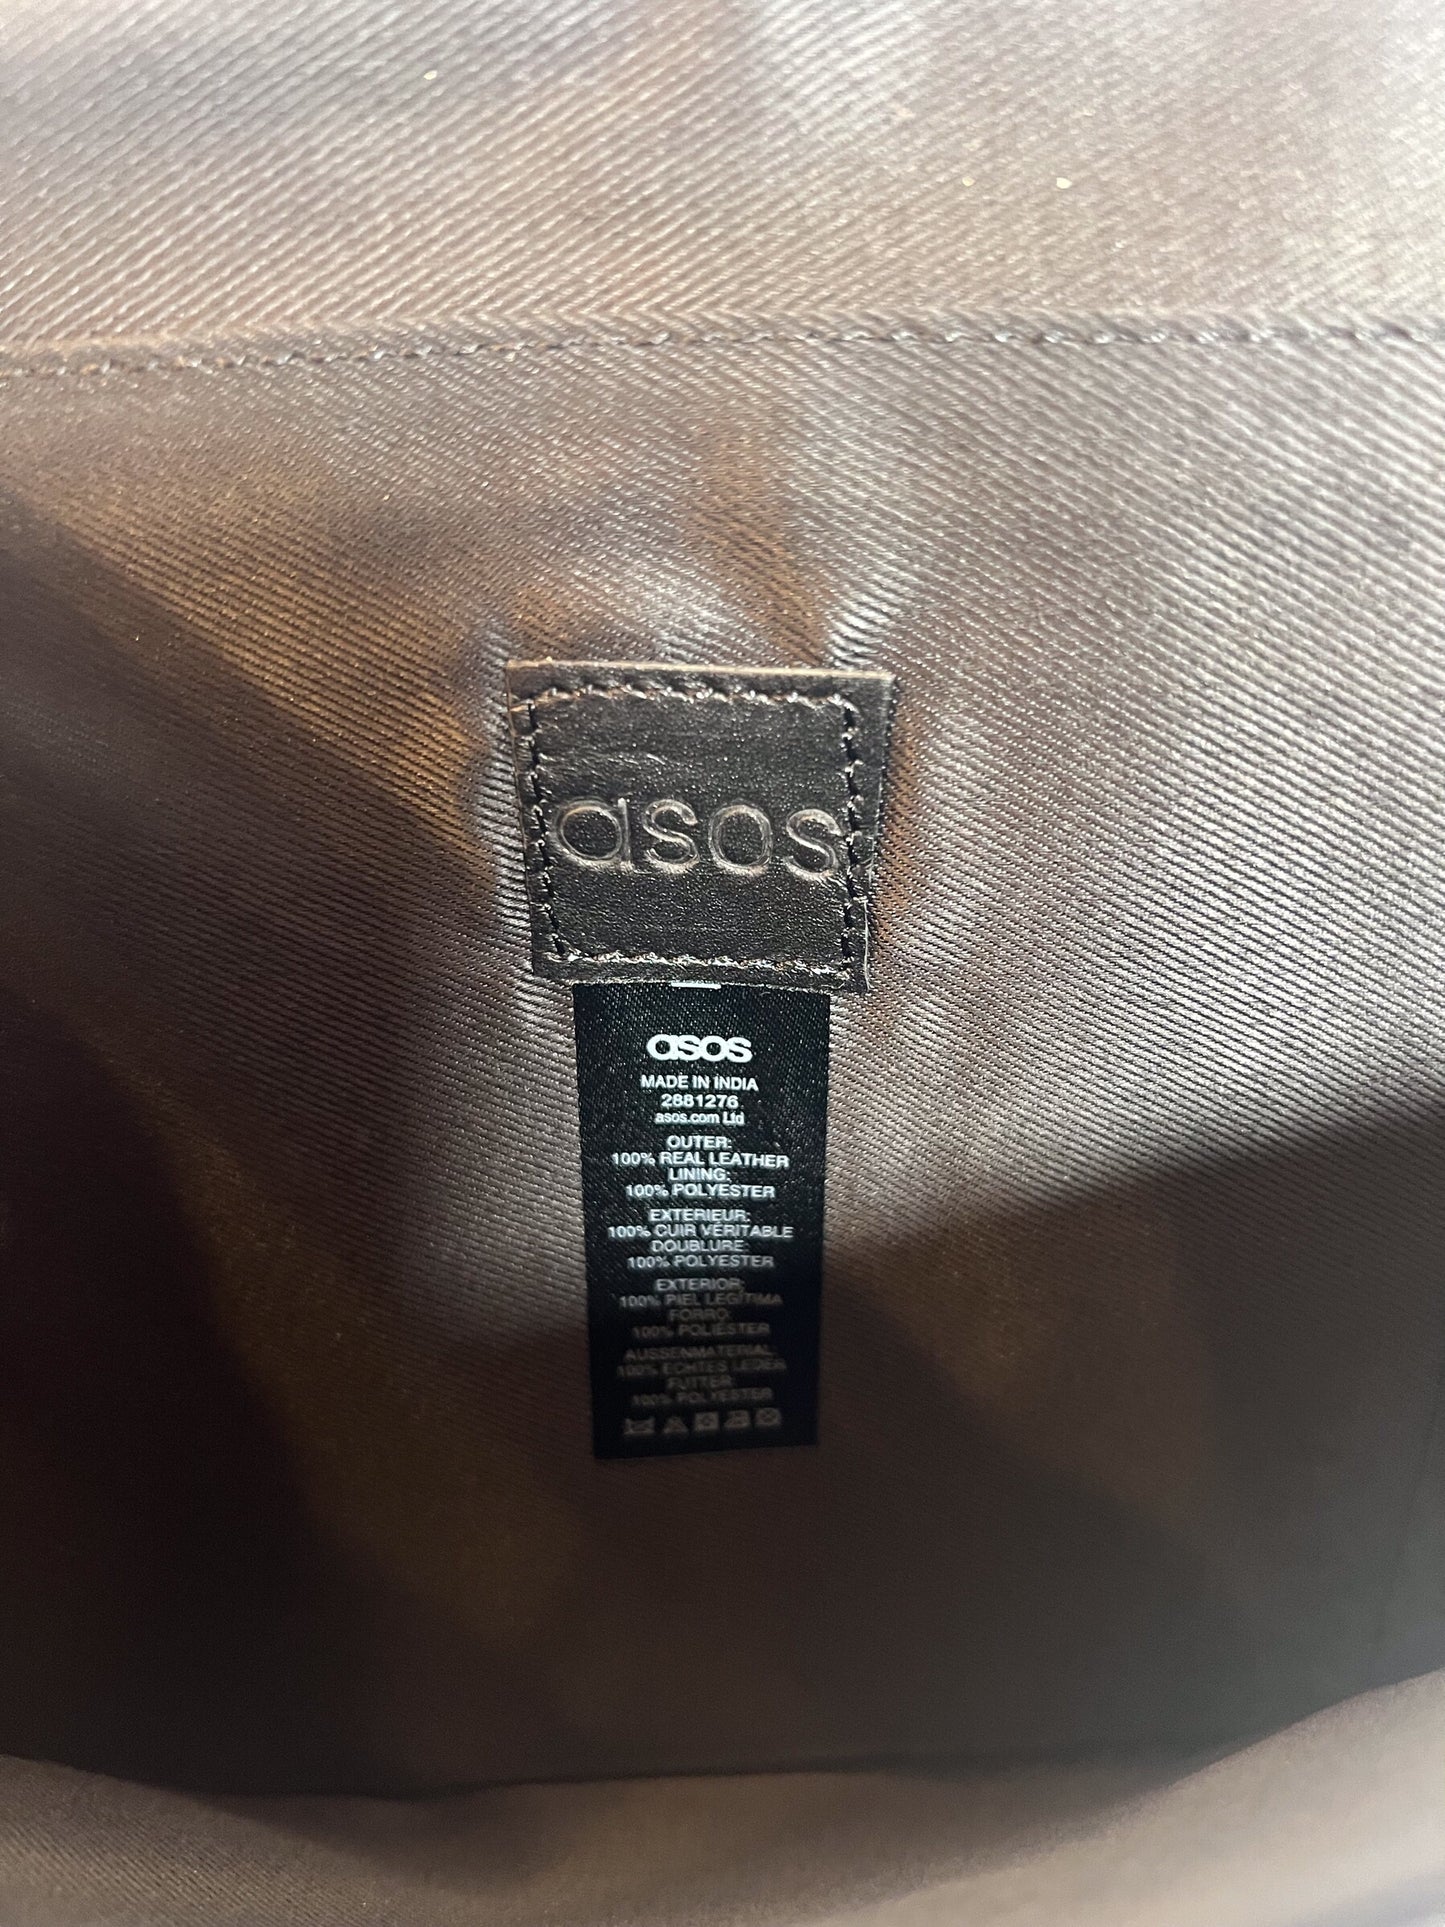 asos
asos
MADE IN INDIA
2881276
asos.com Ltd
OUTER:
100% REAL LEATHER
LINING:
100% POLYESTER
EXTERIEUR:
100% CUIR VÉRITABLE
DOUBLURE:
100% POLYESTER
EXTERIOR:
100% PIEL LEGÍTIMA
FORRO:
100% POLIÉSTER
AUSSENMATERIAL:
100% ECHTES LEDER
FUTTER:
100% POLYESTER